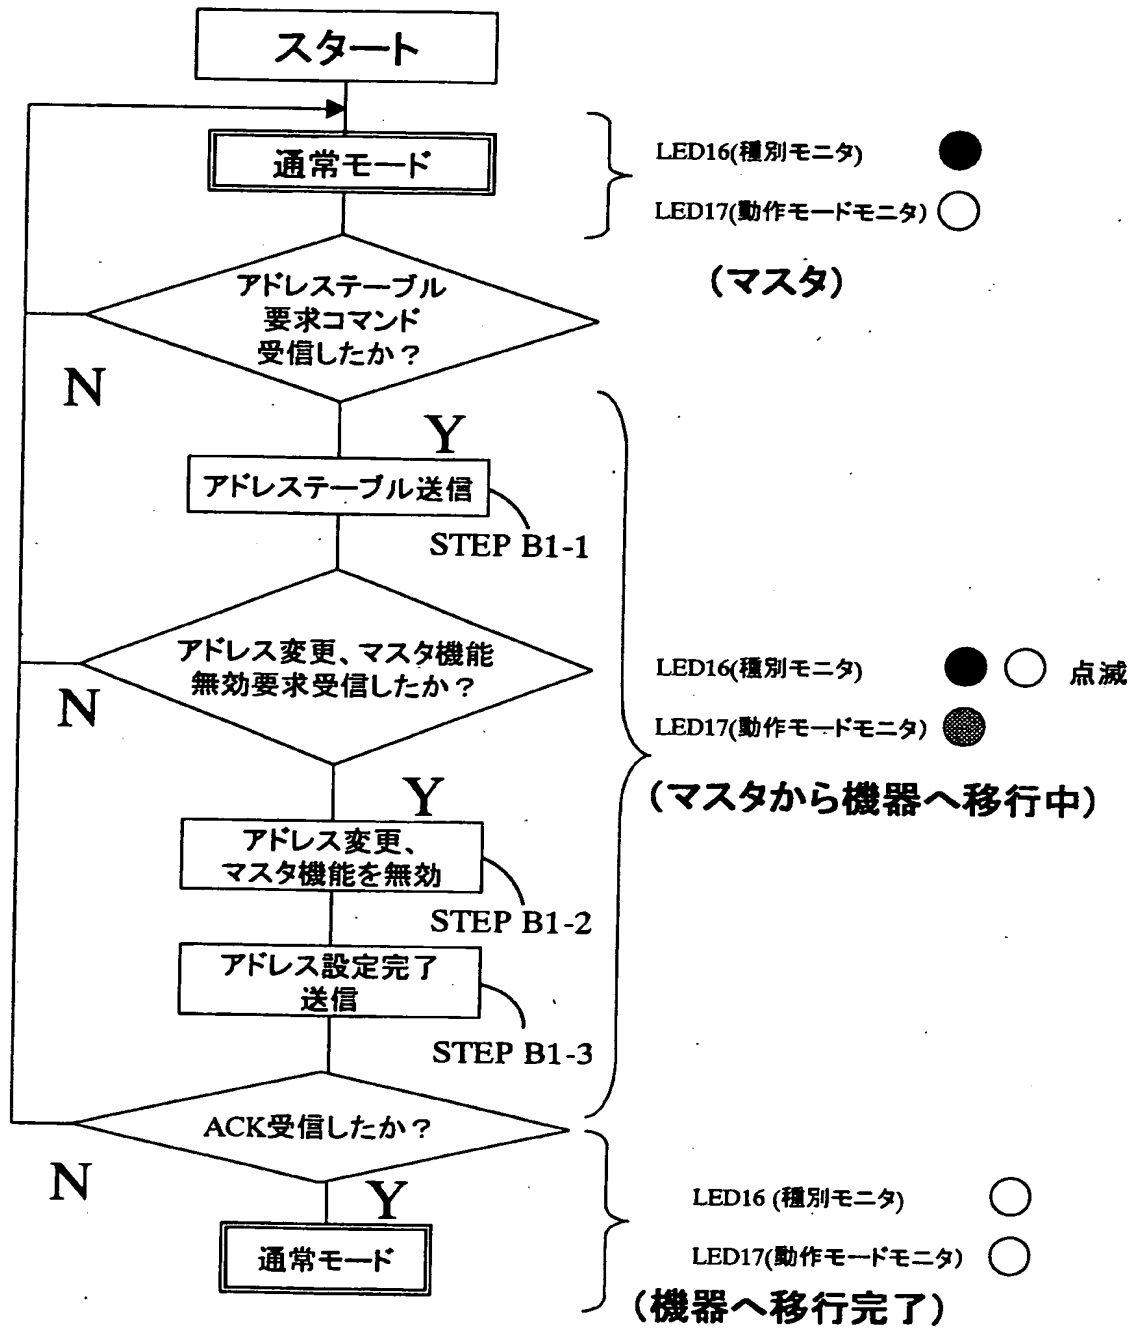 スタート
通常モード
LED16(種別モニタ)
LED17(動作モードモニタ)
(マスタ)
アドレステーブル
要求コマンド
受信したか？
N
Y
アドレステーブル送信
STEP B1-1
アドレス変更、マスタ機能
無効要求受信したか？
N
Y
LED16(種別モニタ)
点滅
LED17(動作モードモニタ)
(マスタから機器へ移行中)
アドレス変更、
マスタ機能を無効
STEP B1-2
アドレス設定完了
送信
STEP B1-3
ACK受信したか？
N
Y
通常モード
LED16 (種別モニタ)
LED17(動作モードモニタ)
(機器へ移行完了)